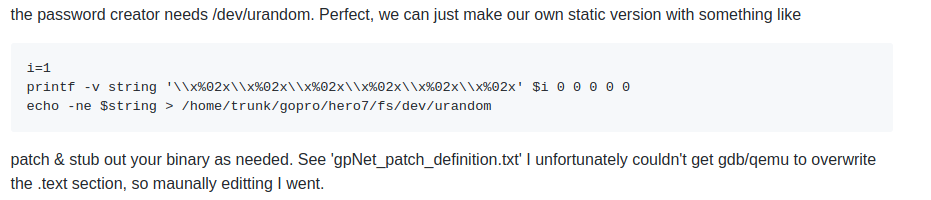 the password creator needs /dev/urandom. Perfect, we can just make our own static version with something like
i=1
printf -v string '\\x%02x\\x%02x\\x%02x\\x%02x\\x%02x\\x%02x' $i 0 0 0 0 0
echo -ne $string > /home/trunk/gopro/hero7/fs/dev/urandom
patch & stub out your binary as needed. See 'gpNet_patch_definition.txt' I unfortunately couldn't get gdb/qemu to overwrite
the .text section, so maunally editting I went.